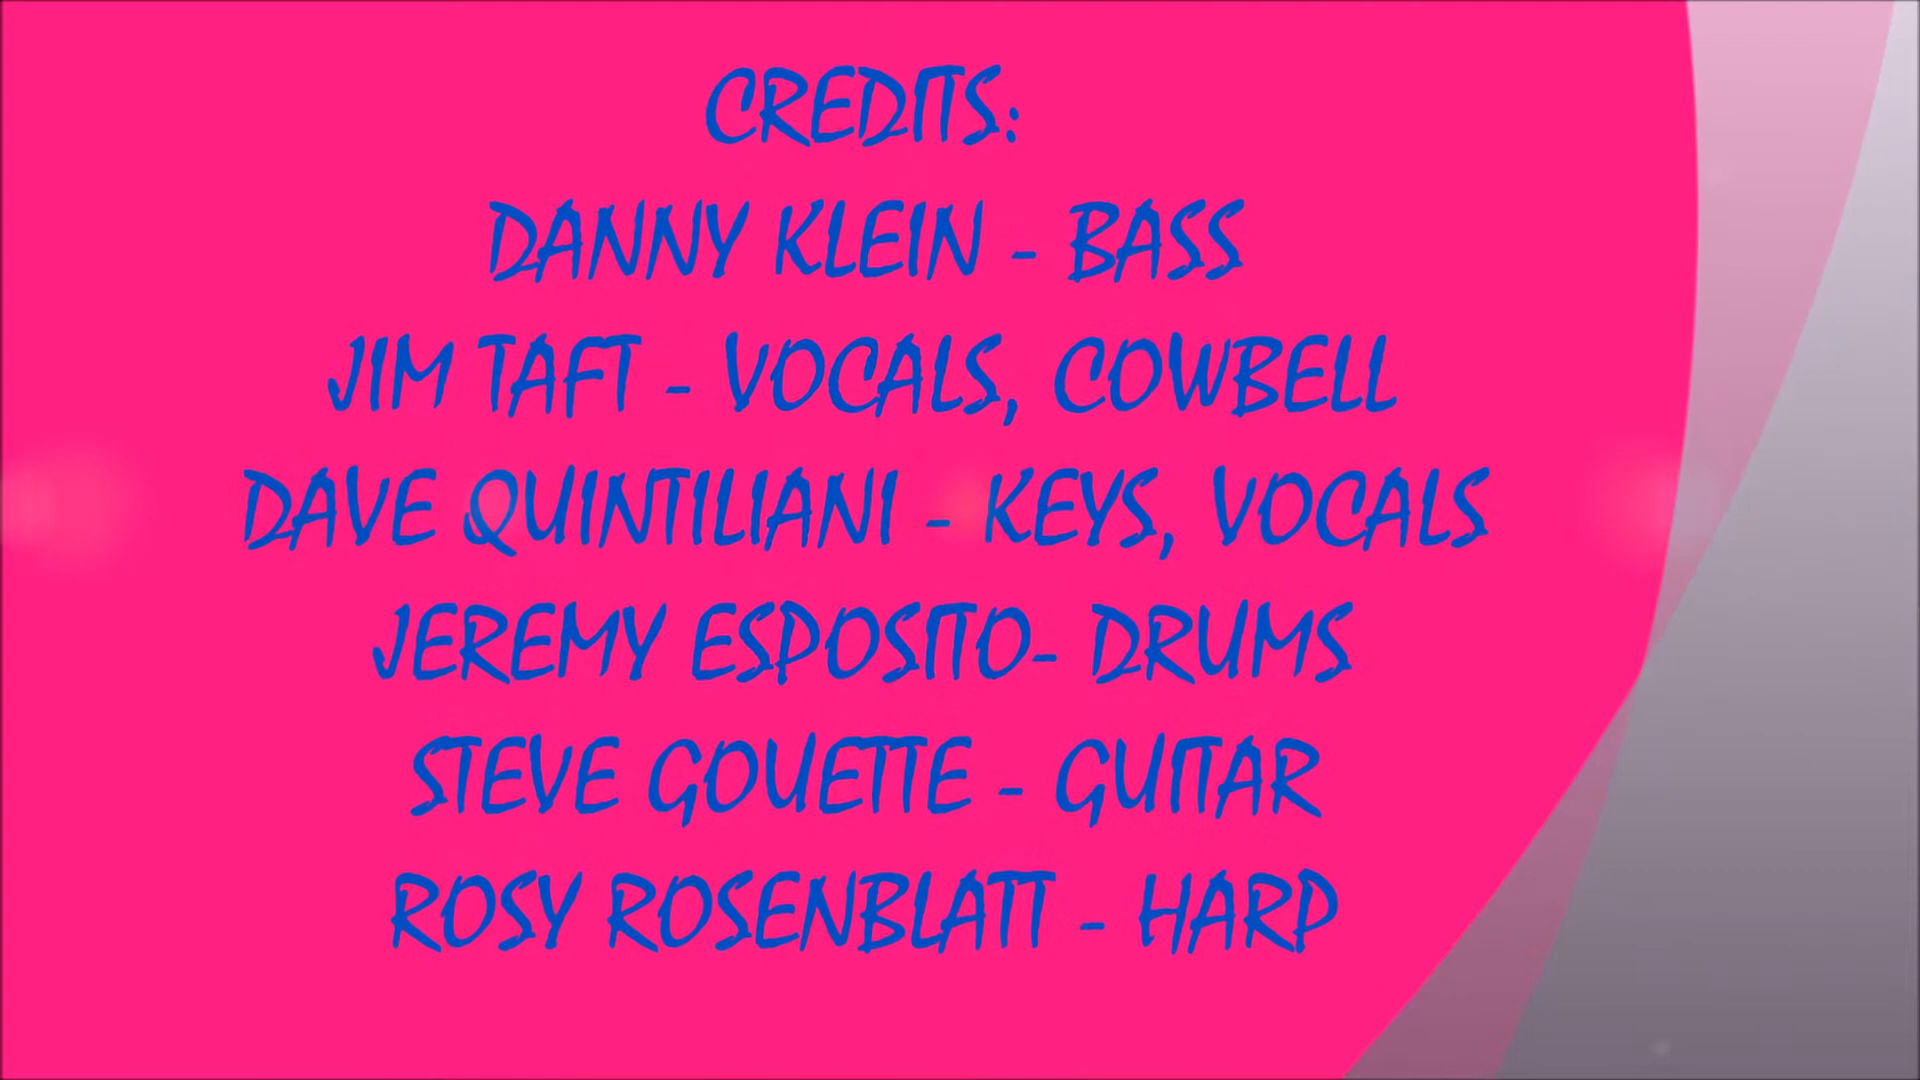 CREDITS:
DANNY KLEIN - BASS
JIM TAFT - VOCALS, COWBELL
DAVE QUINTILIANI - KEYS, VOCALS
JEREMY ESPOSITO- DRUMS
STEVE GOUETTE - GUITAR
ROSY ROSENBLATT - HARP